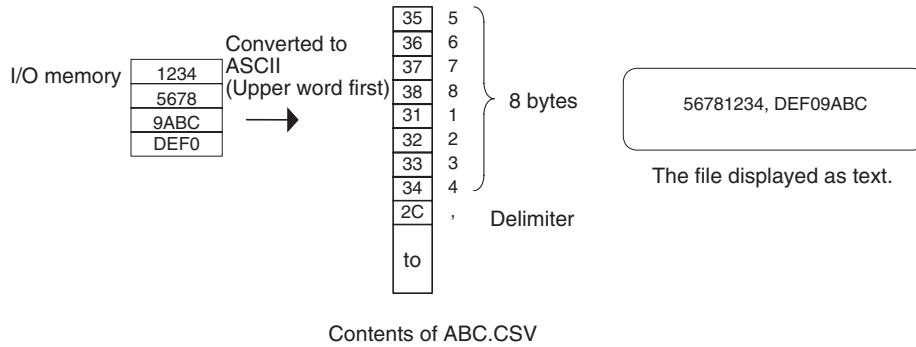 I/O memory
1234
5678
9ABC
DEF0
Converted to
ASCII
(Upper word first)
35 5
36 6
37 7
38 8
31 1
32 2
33 3
34 4
2C ,
to
8 bytes
Delimiter
Contents of ABC.CSV
56781234, DEF09ABC
The file displayed as text.